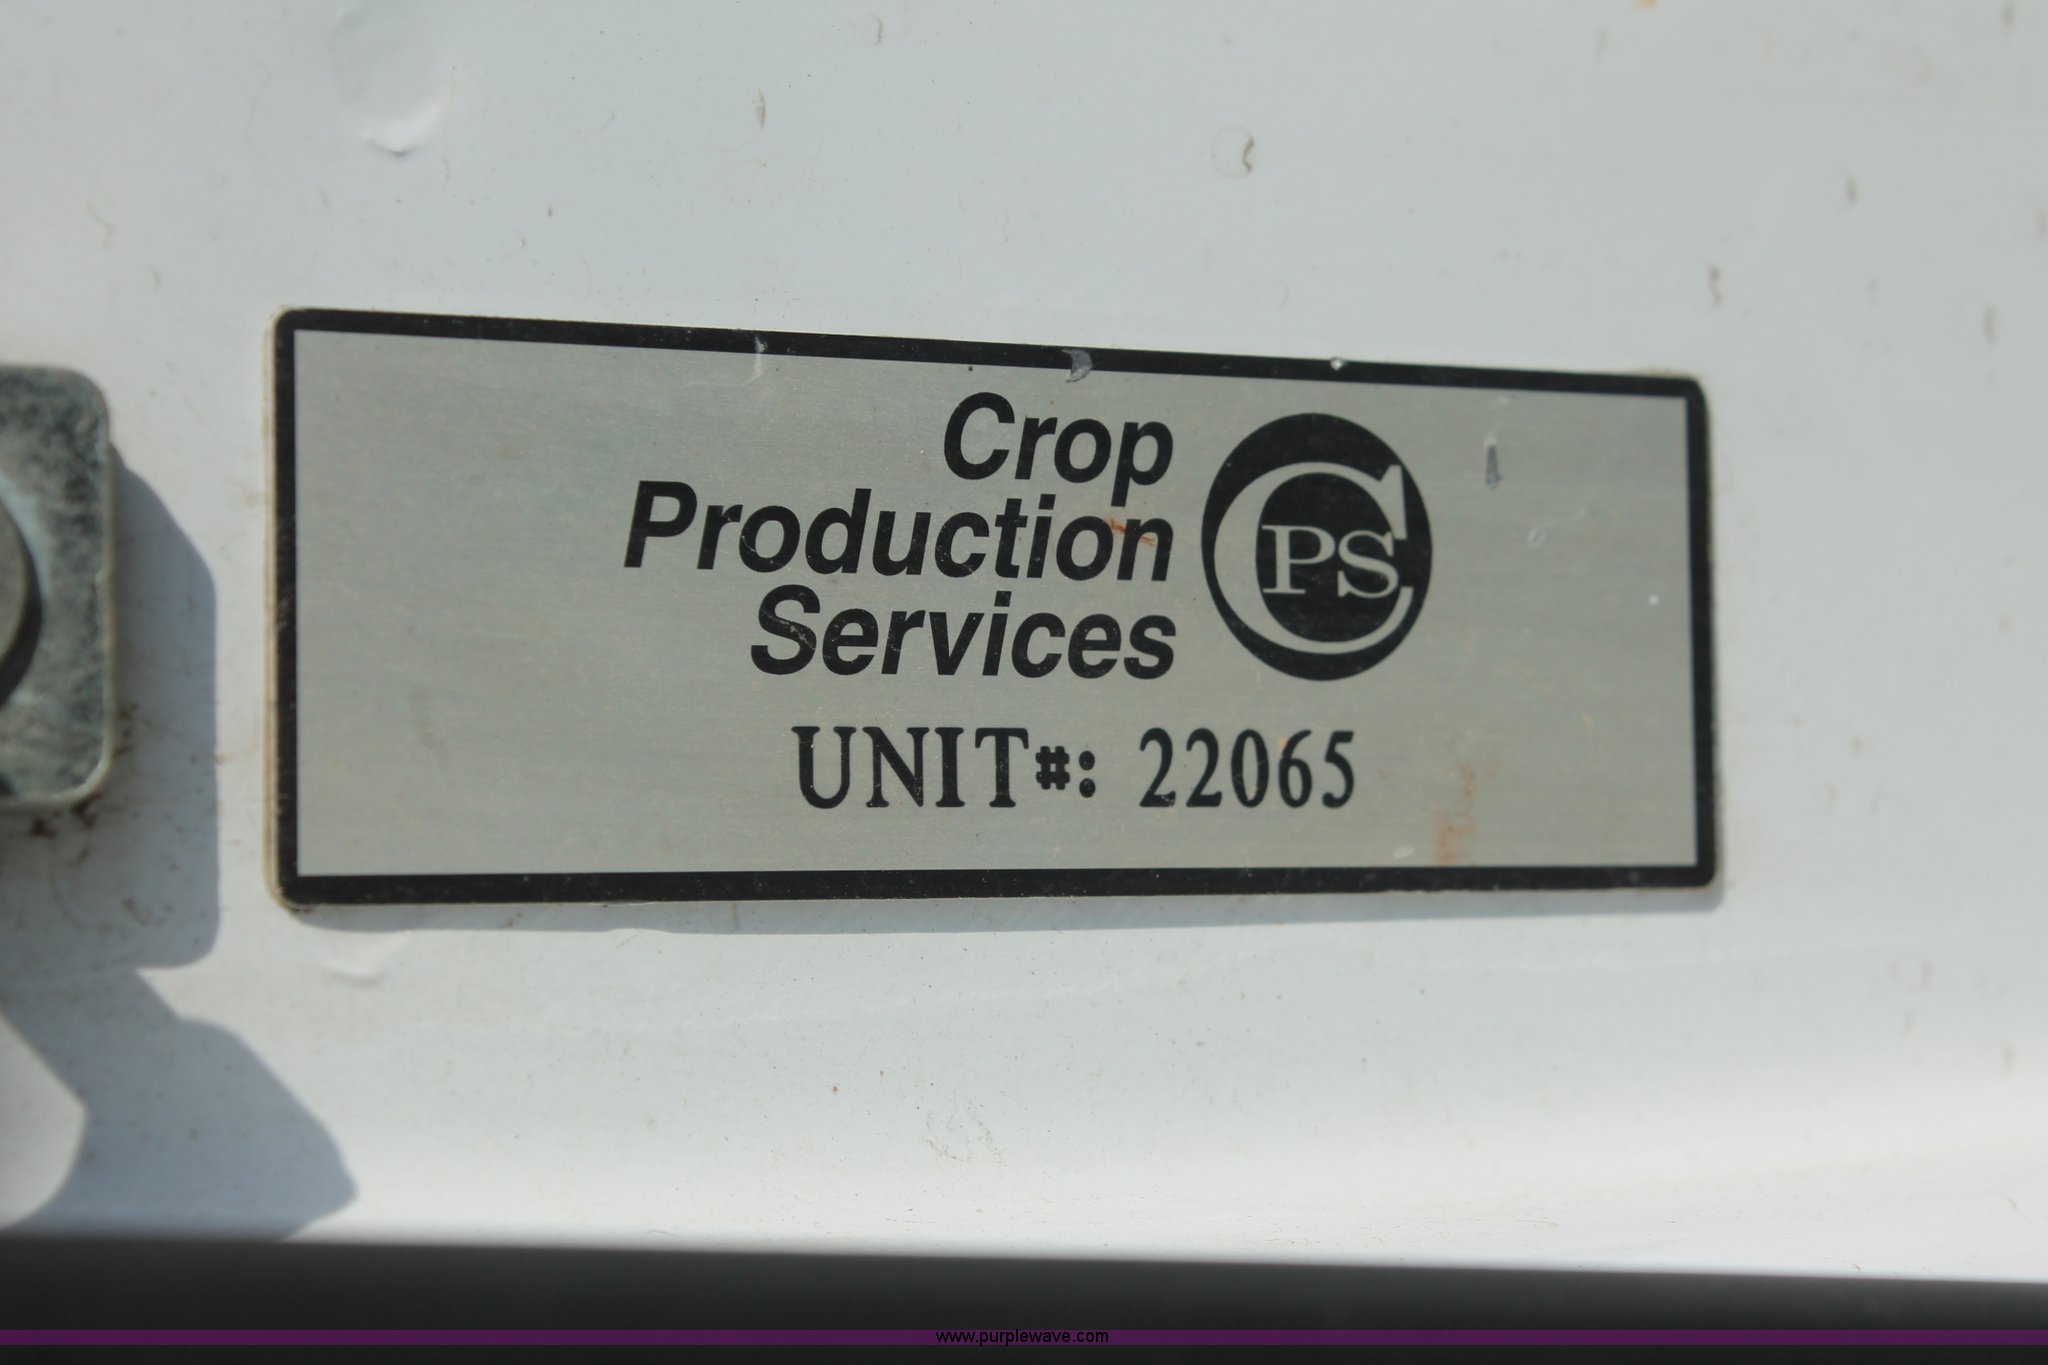 Crop
Production
Services
CPS
UNIT#: 22065
www.purplewave.com